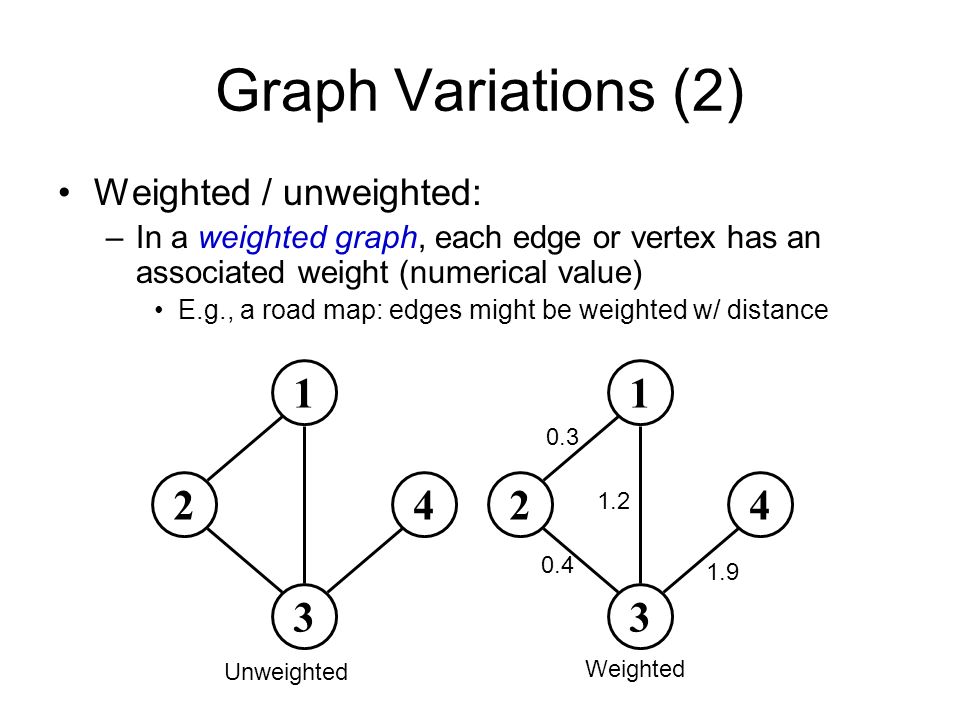 Graph Variations (2)
• Weighted / unweighted:
– In a weighted graph, each edge or vertex has an
associated weight (numerical value)
• E.g., a road map: edges might be weighted w/ distance
1
2
4
3
Unweighted
1
0.3
2
1.2
4
0.4
1.9
3
Weighted